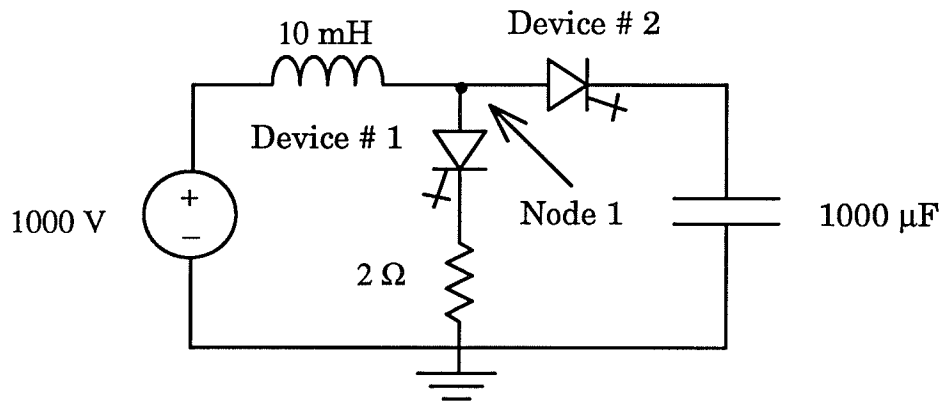 10 mH
Device # 2
Device # 1
Node 1
1000 V
+
−
1000 μF
2 Ω